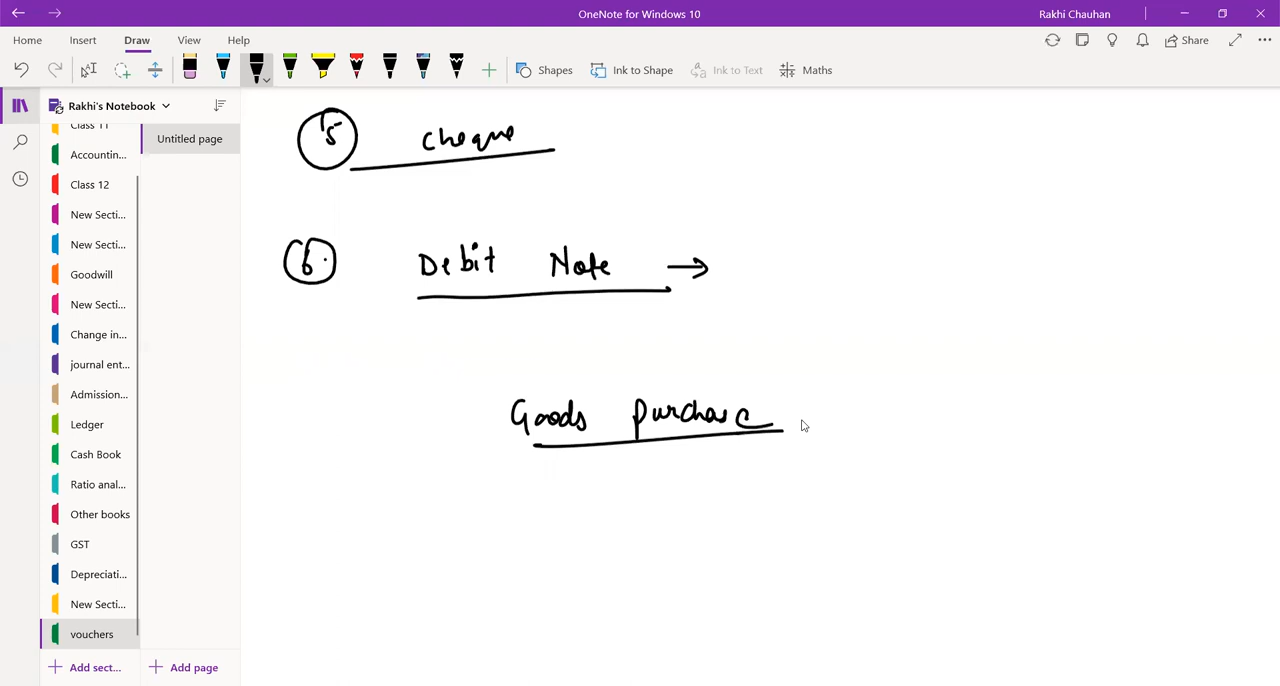 OneNote for Windows 10
Rakhi Chauhan
Home Insert Draw View Help
Share
Shapes Ink to Shape Ink to Text Maths
Rakhi's Notebook
Untitled page
Class 11
Accountin...
Class 12
New Secti...
New Secti...
Goodwill
New Secti...
Change in...
journal ent...
Admission...
Ledger
Cash Book
Ratio anal...
Other books
GST
Depreciati...
New Secti...
vouchers
Add sect... Add page
5 Cheque
6. Debit Note →
Goods purchase